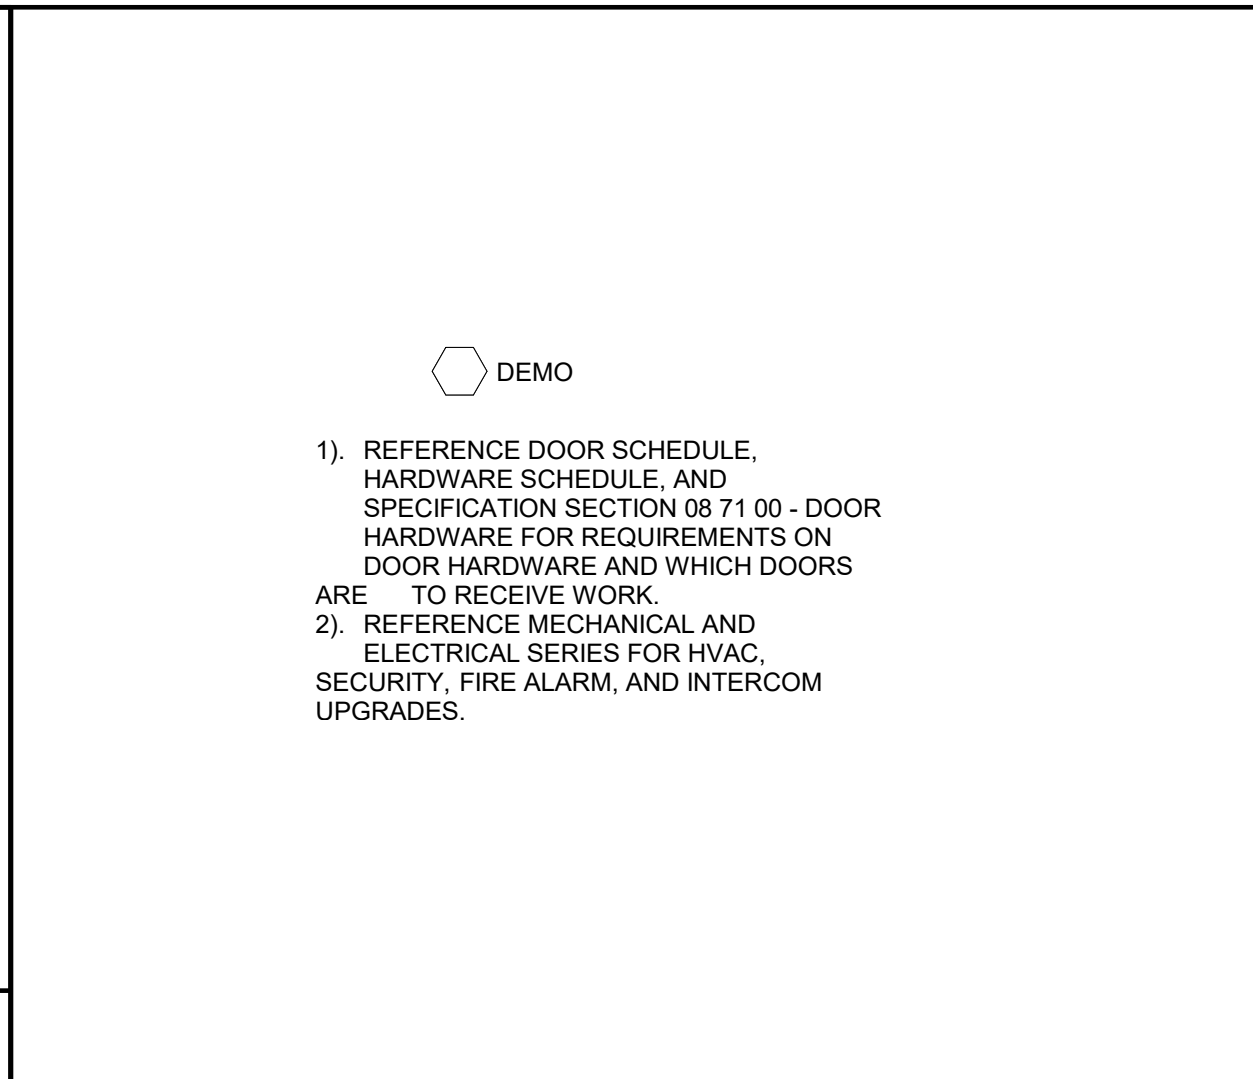 DEMO
1). REFERENCE DOOR SCHEDULE,
HARDWARE SCHEDULE, AND
SPECIFICATION SECTION 08 71 00 - DOOR
HARDWARE FOR REQUIREMENTS ON
DOOR HARDWARE AND WHICH DOORS
ARE TO RECEIVE WORK.
2). REFERENCE MECHANICAL AND
ELECTRICAL SERIES FOR HVAC,
SECURITY, FIRE ALARM, AND INTERCOM
UPGRADES.